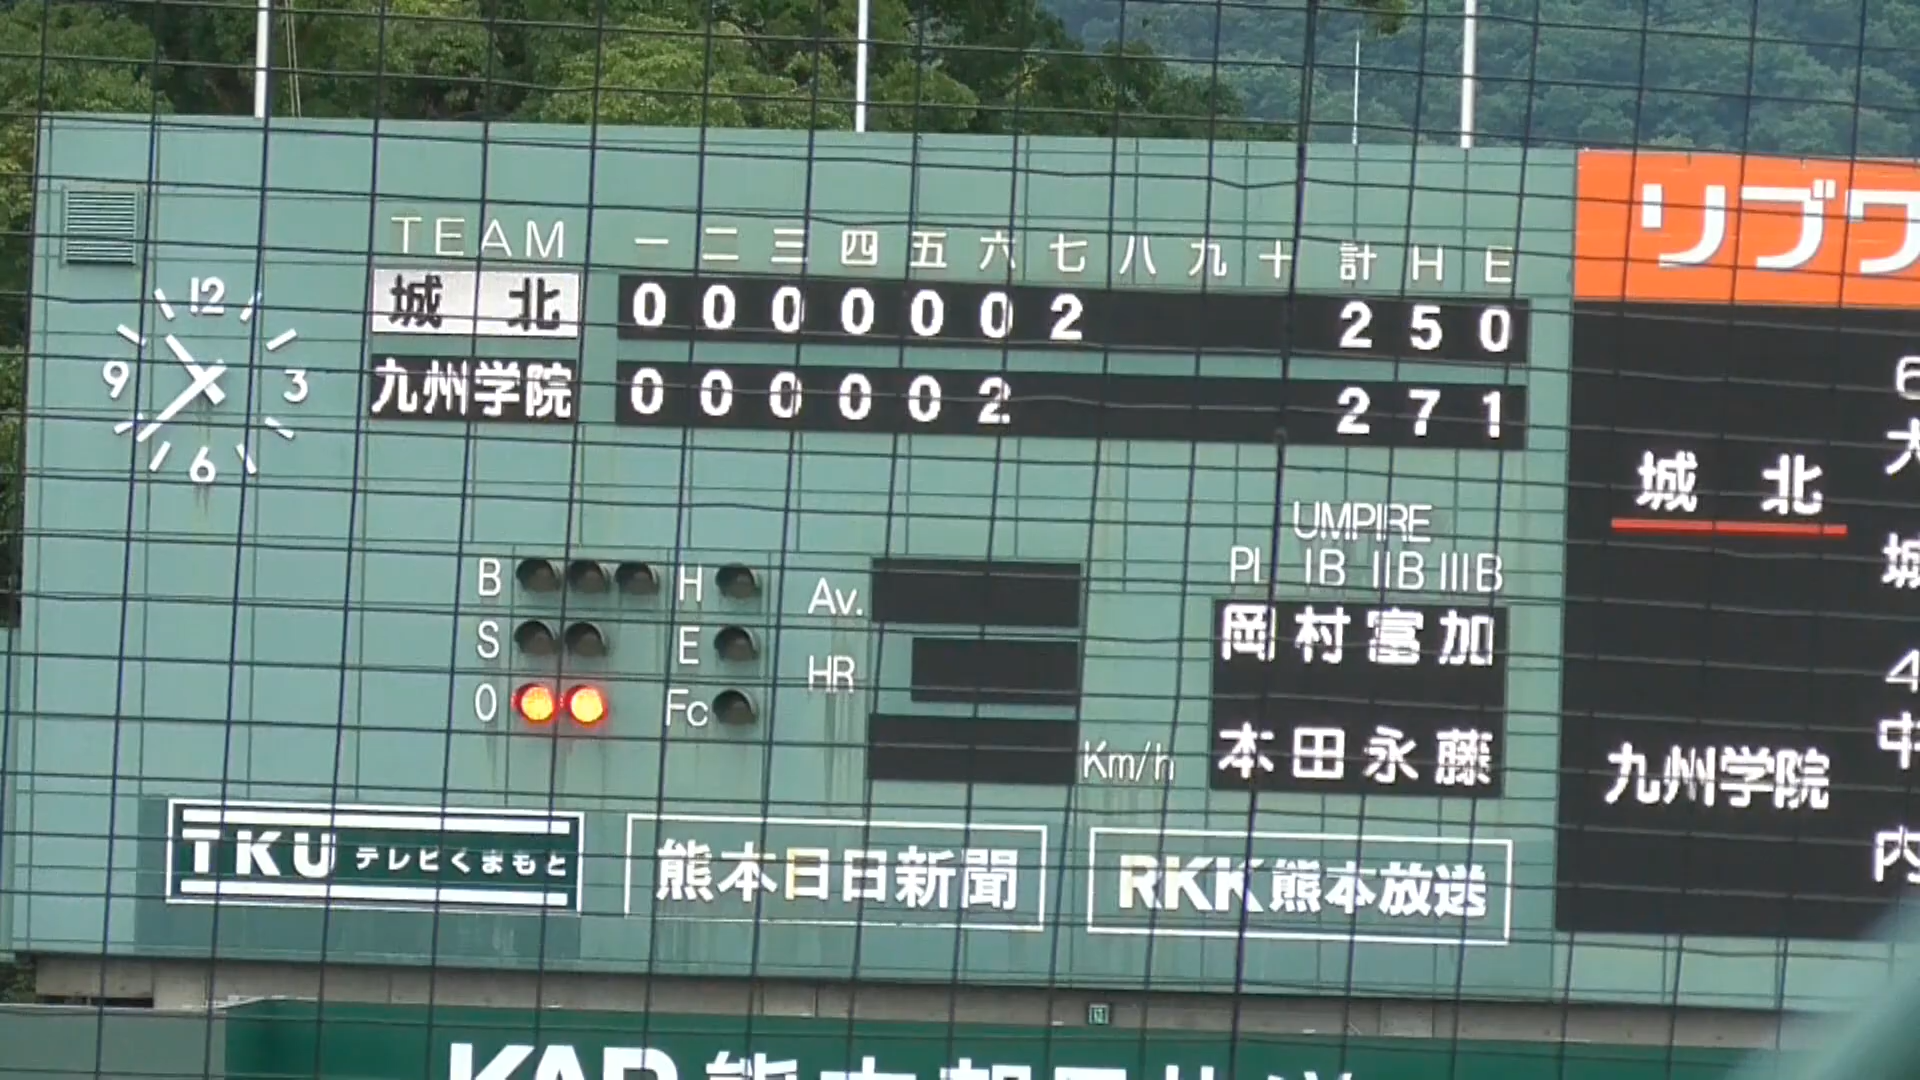 リブワ
TEAM 一 二 三 四 五 六 七 八 九 十 計 H E
城 北 0 0 0 0 0 0 2 2 5 0
九州学院 0 0 0 0 0 2 2 7 1
12
3
6
9
城 北
九州学院
UMPIRE
PL IB IIB IIIB
岡 村 富 加
本 田 永 藤
B H Av.
S E HR
O Fc
Km/h
TKU テレビくまもと
熊本日日新聞
RKK熊本放送